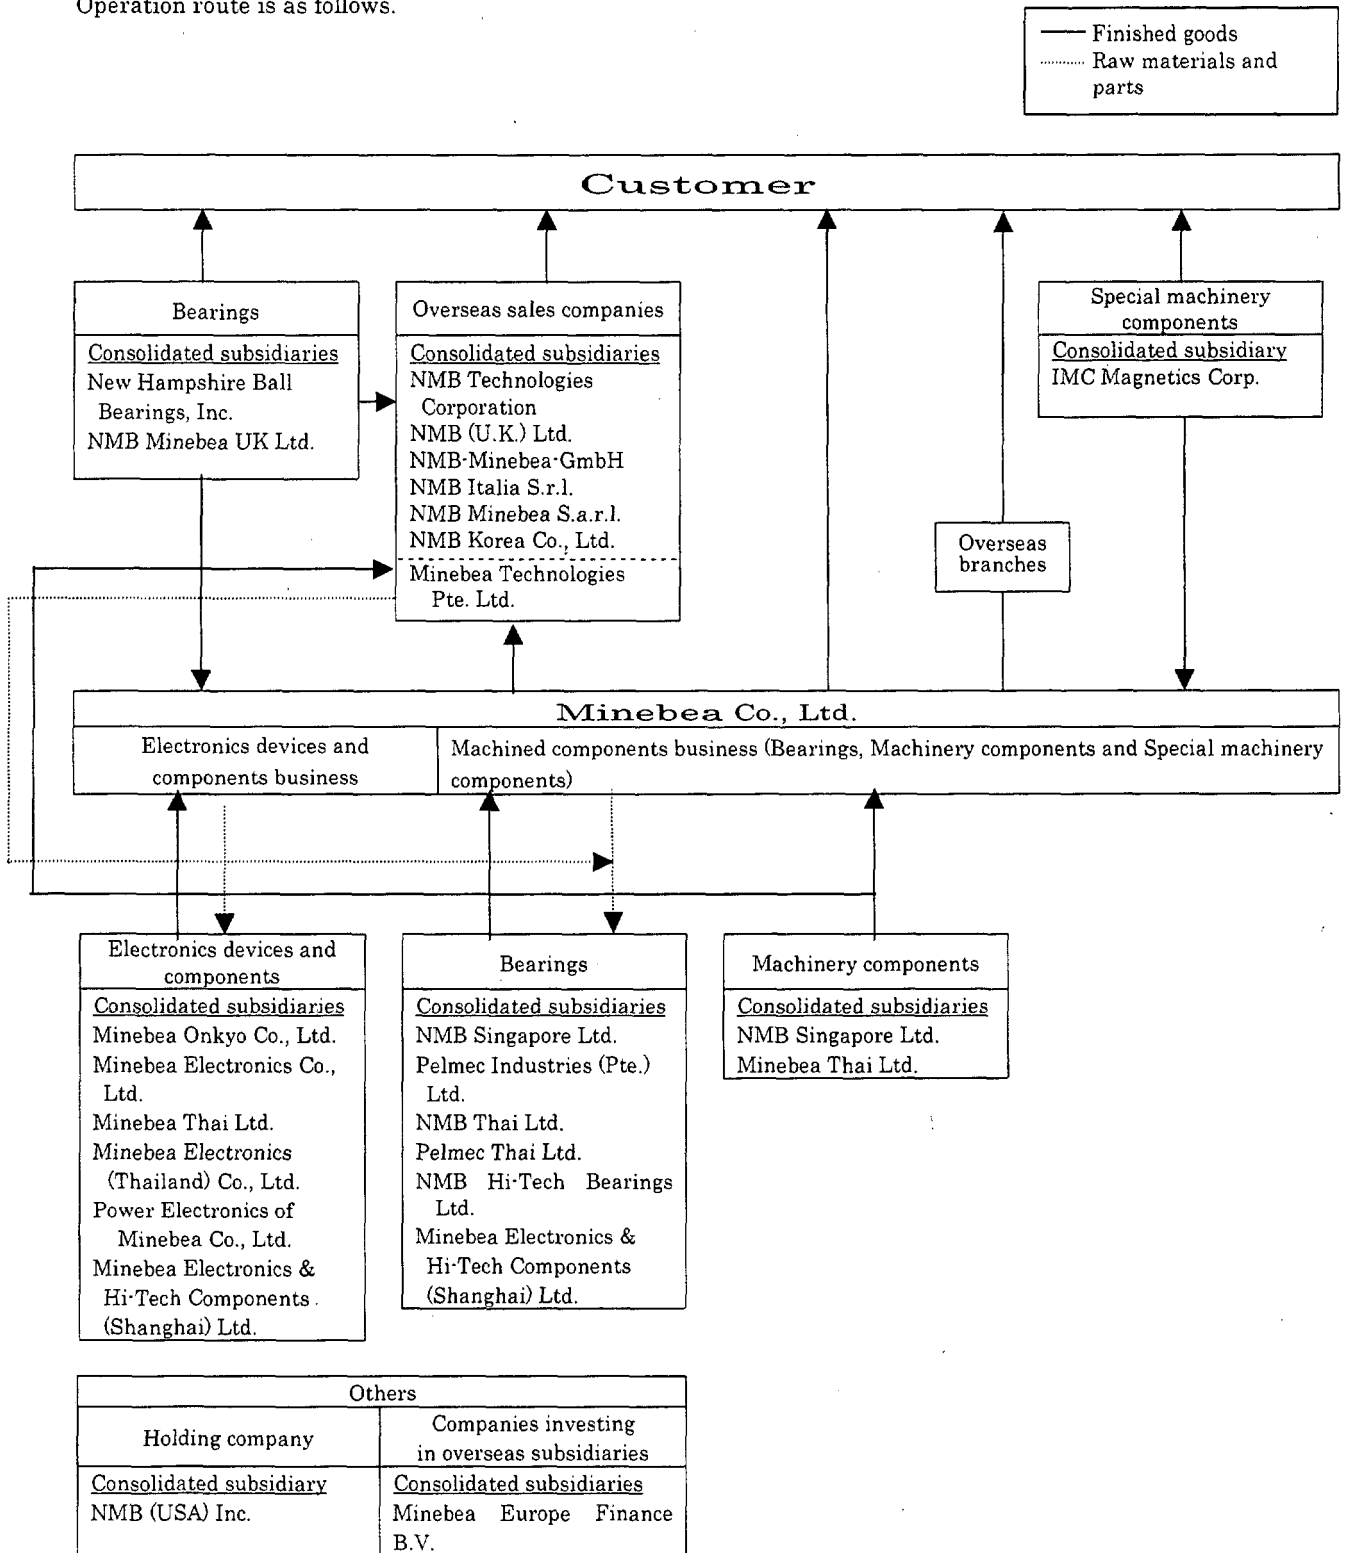 Operation route is as follows.
Finished goods
Raw materials and
parts
Customer
Bearings
Consolidated subsidiaries
New Hampshire Ball
Bearings, Inc.
NMB Minebea UK Ltd.
Overseas sales companies
Consolidated subsidiaries
NMB Technologies
Corporation
NMB (U.K.) Ltd.
NMB-Minebea-GmbH
NMB Italia S.r.l.
NMB Minebea S.a.r.l.
NMB Korea Co., Ltd.
Minebea Technologies
Pte. Ltd.
Special machinery
components
Consolidated subsidiary
IMC Magnetics Corp.
Overseas
branches
Minebea Co., Ltd.
Electronics devices and
components business
Machined components business (Bearings, Machinery components and Special machinery
components)
Electronics devices and
components
Consolidated subsidiaries
Minebea Onkyo Co., Ltd.
Minebea Electronics Co.,
Ltd.
Minebea Thai Ltd.
Minebea Electronics
(Thailand) Co., Ltd.
Power Electronics of
Minebea Co., Ltd.
Minebea Electronics &
Hi-Tech Components
(Shanghai) Ltd.
Bearings
Consolidated subsidiaries
NMB Singapore Ltd.
Pelmec Industries (Pte.)
Ltd.
NMB Thai Ltd.
Pelmec Thai Ltd.
NMB Hi-Tech Bearings
Ltd.
Minebea Electronics &
Hi-Tech Components
(Shanghai) Ltd.
Machinery components
Consolidated subsidiaries
NMB Singapore Ltd.
Minebea Thai Ltd.
Others
Holding company
Consolidated subsidiary
NMB (USA) Inc.
Companies investing
in overseas subsidiaries
Consolidated subsidiaries
Minebea Europe Finance
B.V.